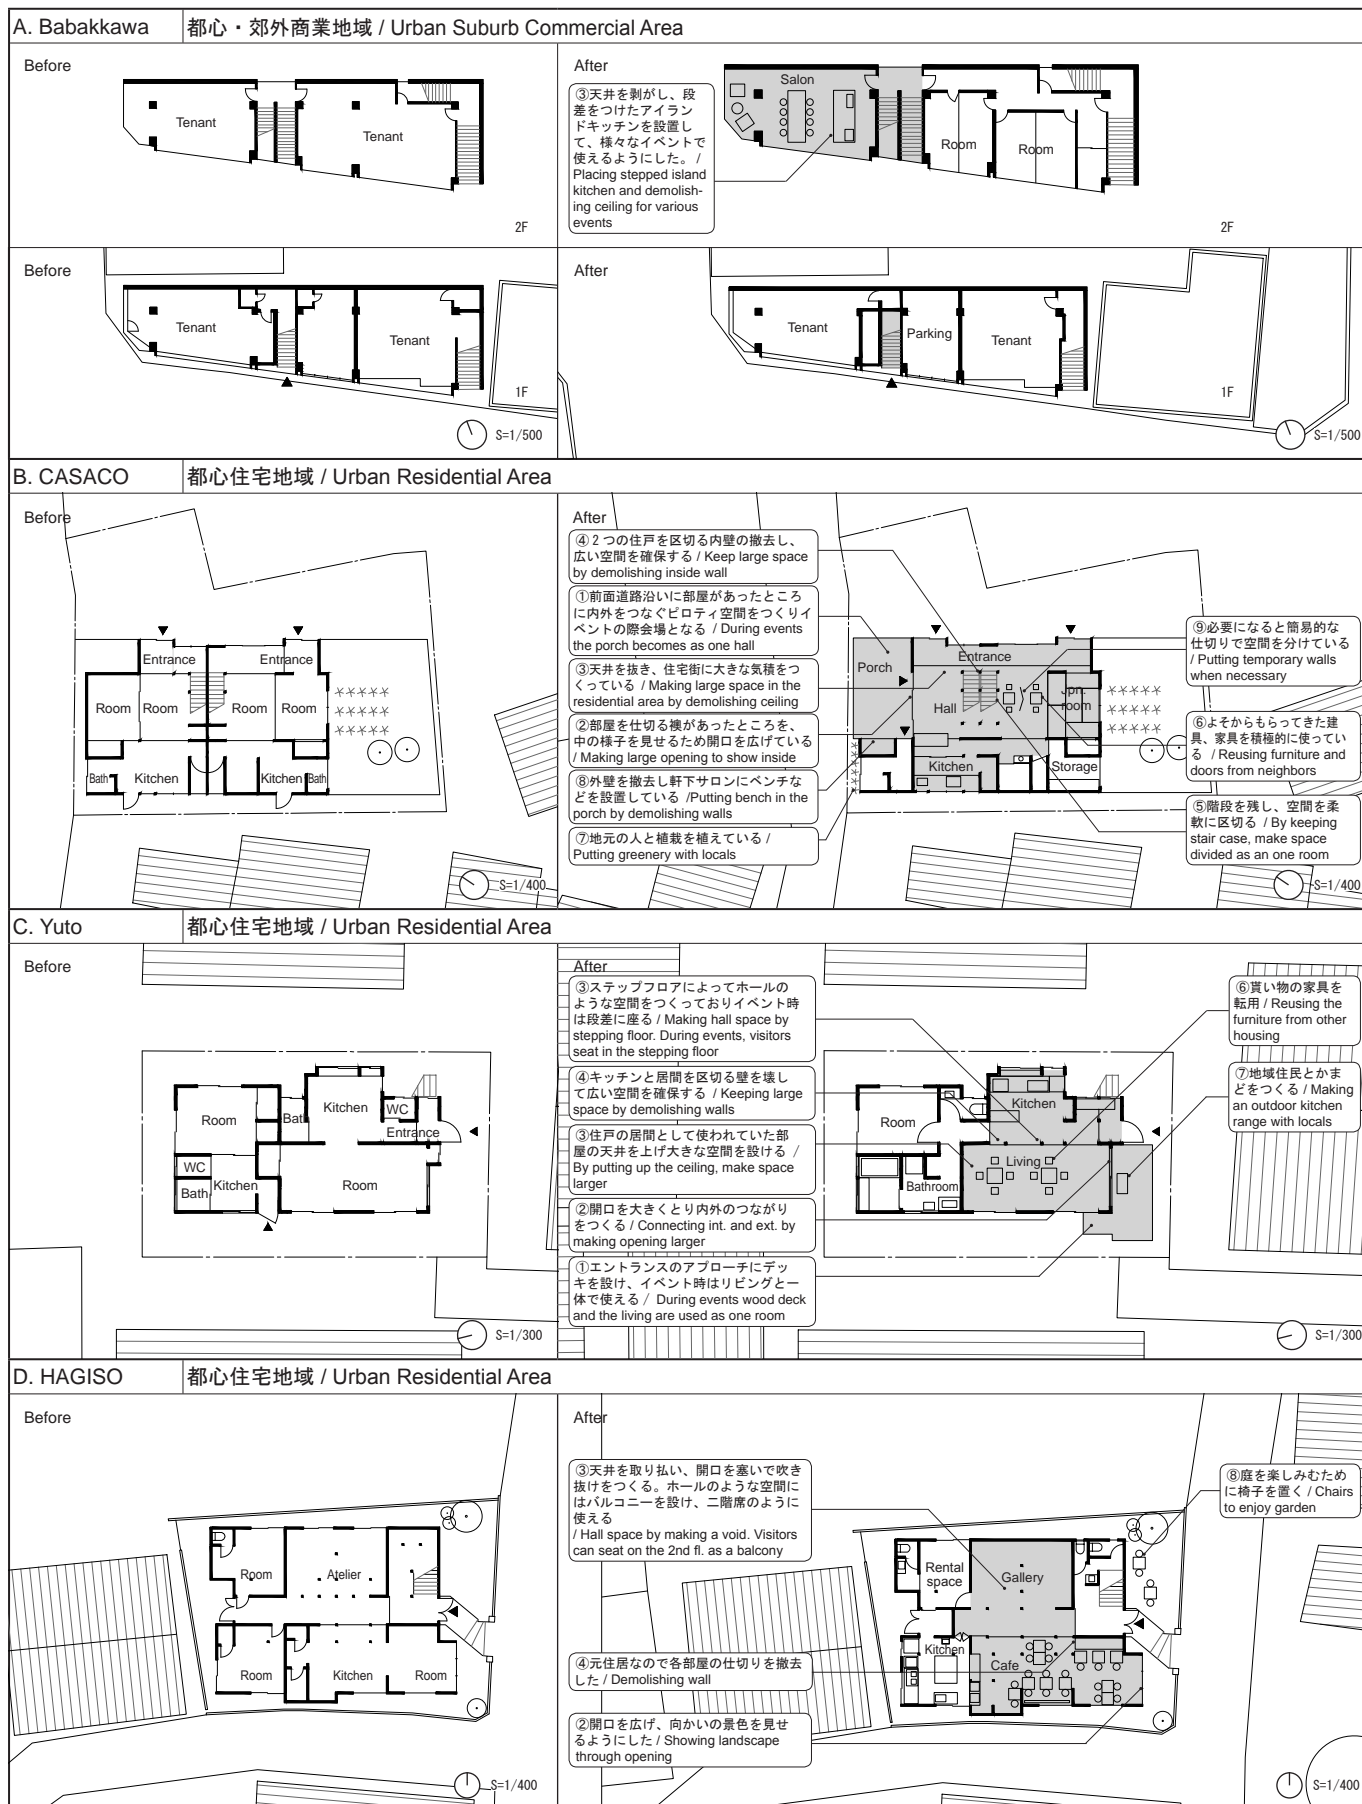 A. Babakkawa
都心・郊外商業地域 / Urban Suburb Commercial Area
Before
Tenant
Tenant
2F
After
③天井を剥がし、段
差をつけたアイラン
ドキッチンを設置し
て、様々なイベントで
使えるようにした。 /
Placing stepped island
kitchen and demolish-
ing ceiling for various
events
Salon
Room
Room
2F
Before
Tenant
Tenant
1F
S=1/500
After
Tenant
Parking
Tenant
1F
S=1/500
B. CASACO
都心住宅地域 / Urban Residential Area
Before
Entrance
Entrance
Room
Room
Room
Room
Bath
Kitchen
Kitchen
Bath
S=1/400
After
④２つの住戸を区切る内壁の撤去し、
広い空間を確保する / Keep large space
by demolishing inside wall
①前面道路沿いに部屋があったところ
に内外をつなぐピロティ空間をつくりイ
ベントの際会場となる / During events
the porch becomes as one hall
③天井を抜き、住宅街に大きな気積をつ
くっている / Making large space in the
residential area by demolishing ceiling
②部屋を仕切る襖があったところを、
中の様子を見せるため開口を広げている
/ Making large opening to show inside
⑧外壁を撤去し軒下サロンにベンチな
どを設置している /Putting bench in the
porch by demolishing walls
⑦地元の人と植栽を植えている /
Putting greenery with locals
Porch
Entrance
Hall
Jpn.
room
Kitchen
Storage
⑨必要になると簡易的な
仕切りで空間を分けている
/ Putting temporary walls
when necessary
⑥よそからもらってきた建
具、家具を積極的に使ってい
る / Reusing furniture and
doors from neighbors
⑤階段を残し、空間を柔
軟に区切る / By keeping
stair case, make space
divided as an one room
S=1/400
C. Yuto
都心住宅地域 / Urban Residential Area
Before
Room
Bath
Kitchen
WC
Entrance
WC
Bath
Kitchen
Room
S=1/300
After
③ステップフロアによってホールの
ような空間をつくっておりイベント時
は段差に座る / Making hall space by
stepping floor. During events, visitors
seat in the stepping floor
④キッチンと居間を区切る壁を壊し
て広い空間を確保する / Keeping large
space by demolishing walls
③住戸の居間として使われていた部
屋の天井を上げ大きな空間を設ける /
By putting up the ceiling, make space
larger
②開口を大きくとり内外のつながり
をつくる / Connecting int. and ext. by
making opening larger
①エントランスのアプローチにデッ
キを設け、イベント時はリビングと一
体で使える / During events wood deck
and the living are used as one room
Room
Kitchen
Living
Bathroom
⑥貰い物の家具を
転用 / Reusing the
furniture from other
housing
⑦地域住民とかま
どをつくる / Making
an outdoor kitchen
range with locals
S=1/300
D. HAGISO
都心住宅地域 / Urban Residential Area
Before
Room
Atelier
Room
Kitchen
Room
S=1/400
After
③天井を取り払い、開口を塞いで吹き
抜けをつくる。ホールのような空間に
はバルコニーを設け、二階席のように
使える
/ Hall space by making a void. Visitors
can seat on the 2nd fl. as a balcony
④元住居なので各部屋の仕切りを撤去
した / Demolishing wall
②開口を広げ、向かいの景色を見せ
るようにした / Showing landscape
through opening
Rental
space
Gallery
Kitchen
Cafe
⑧庭を楽しみむため
に椅子を置く / Chairs
to enjoy garden
S=1/400